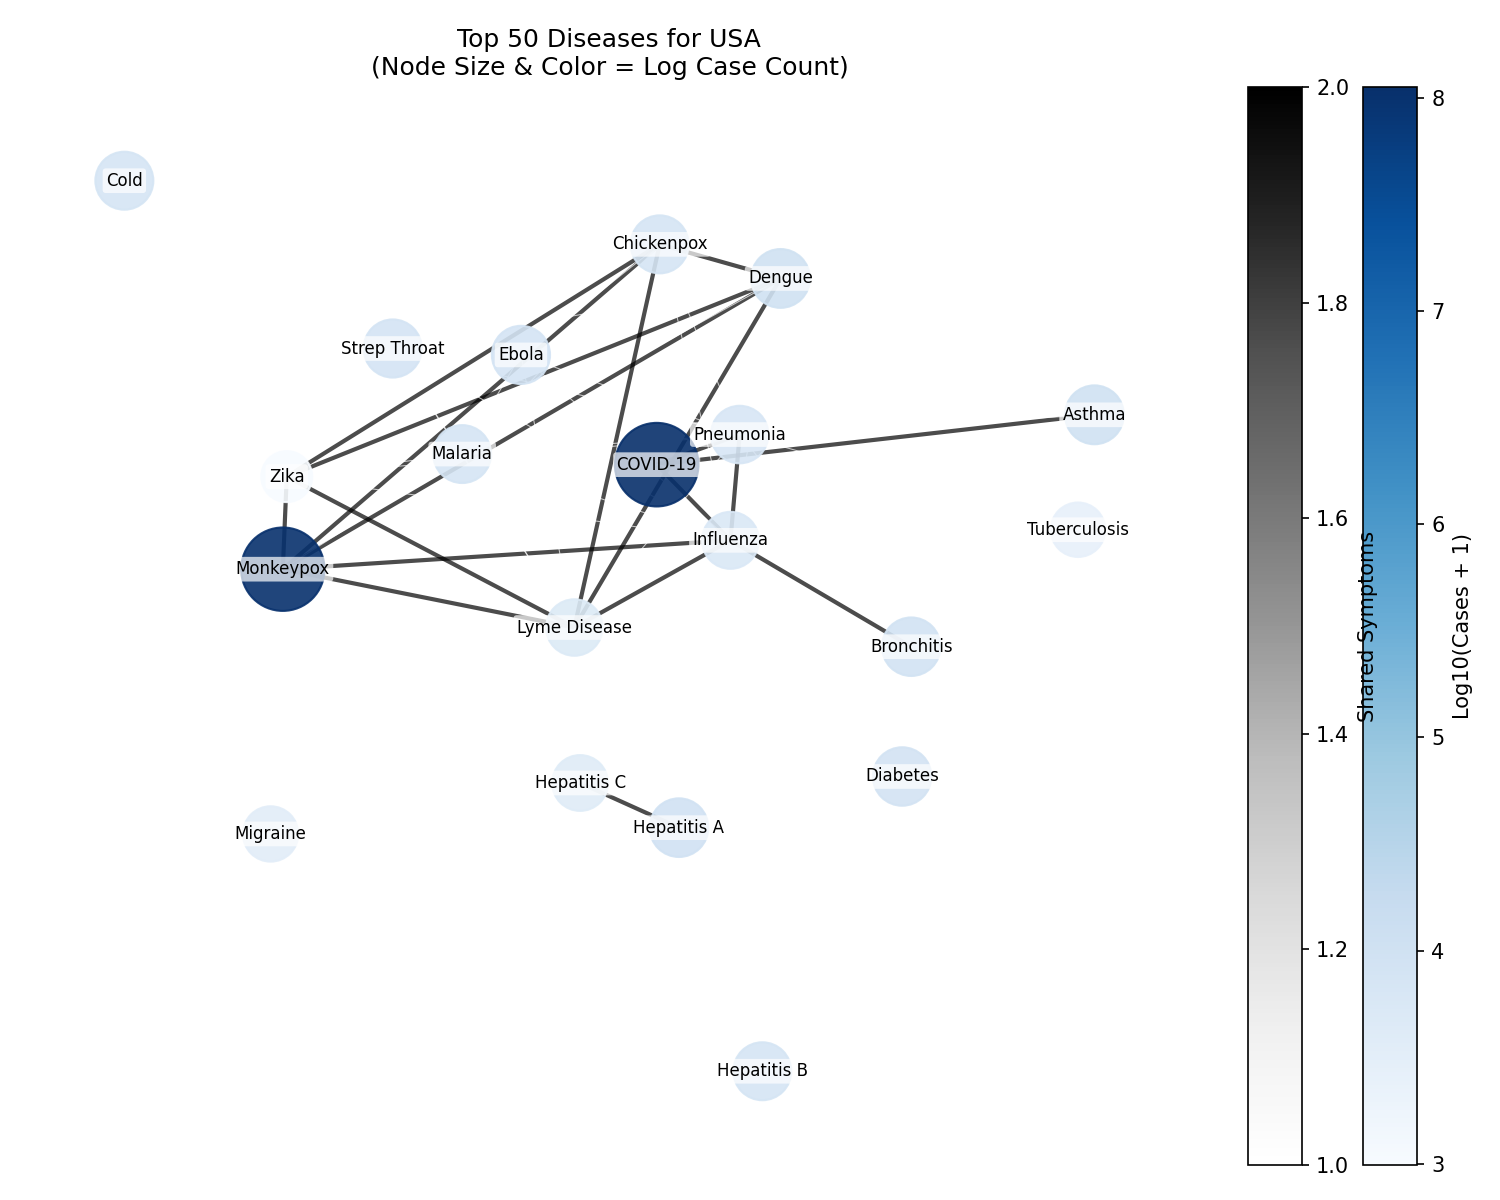 Top 50 Diseases for USA
(Node Size & Color = Log Case Count)
Cold
Chickenpox
Dengue
Strep Throat
Ebola
Asthma
Pneumonia
Malaria
COVID-19
Zika
Tuberculosis
Influenza
Monkeypox
Lyme Disease
Bronchitis
Diabetes
Hepatitis C
Hepatitis A
Migraine
Hepatitis B
2.0
1.8
1.6
1.4
1.2
1.0
Shared Symptoms
8
7
6
5
4
3
Log10(Cases + 1)